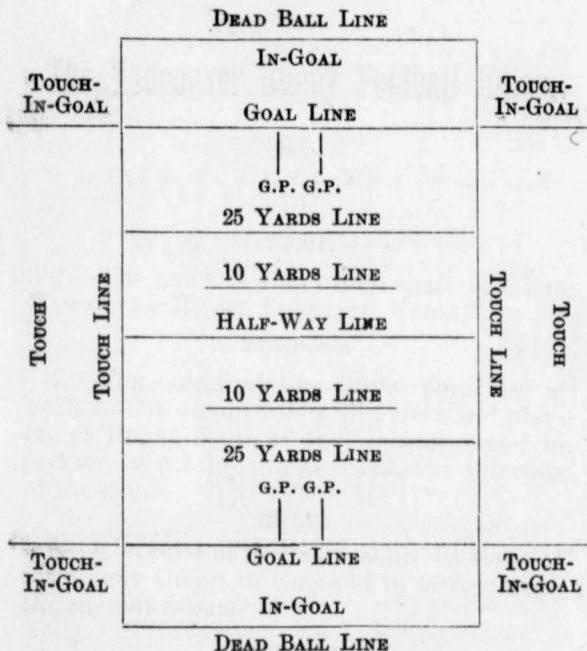 DEAD BALL LINE
IN-GOAL
TOUCH-
IN-GOAL
TOUCH-
IN-GOAL
GOAL LINE
G.P. G.P.
25 YARDS LINE
10 YARDS LINE
HALF-WAY LINE
TOUCH
TOUCH LINE
TOUCH LINE
TOUCH
10 YARDS LINE
25 YARDS LINE
G.P. G.P.
GOAL LINE
TOUCH-
IN-GOAL
TOUCH-
IN-GOAL
IN-GOAL
DEAD BALL LINE